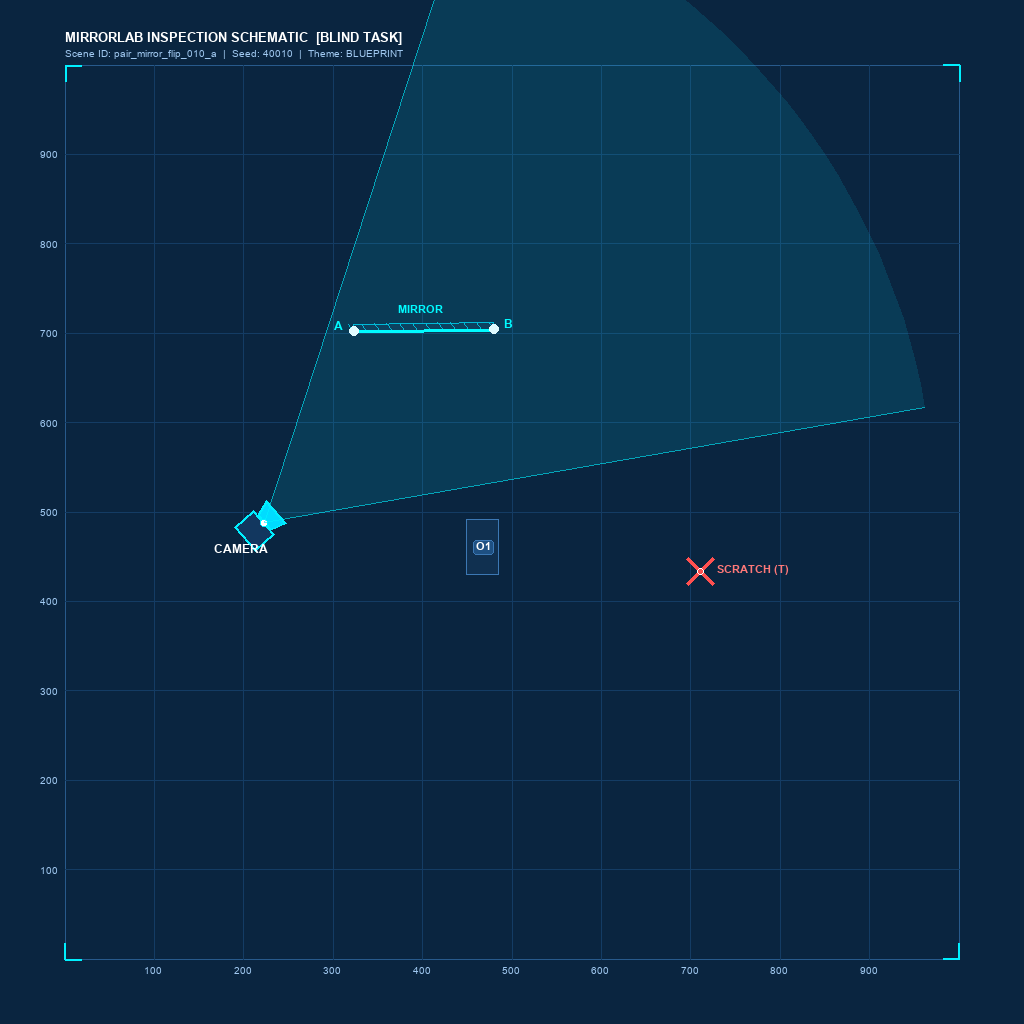 MIRRORLAB INSPECTION SCHEMATIC [BLIND TASK]
Scene ID: pair_mirror_flip_010_a | Seed: 40010 | Theme: BLUEPRINT
900
800
MIRROR
A
B
700
600
500
CAMERA
O1
SCRATCH (T)
400
300
200
100
100 200 300 400 500 600 700 800 900